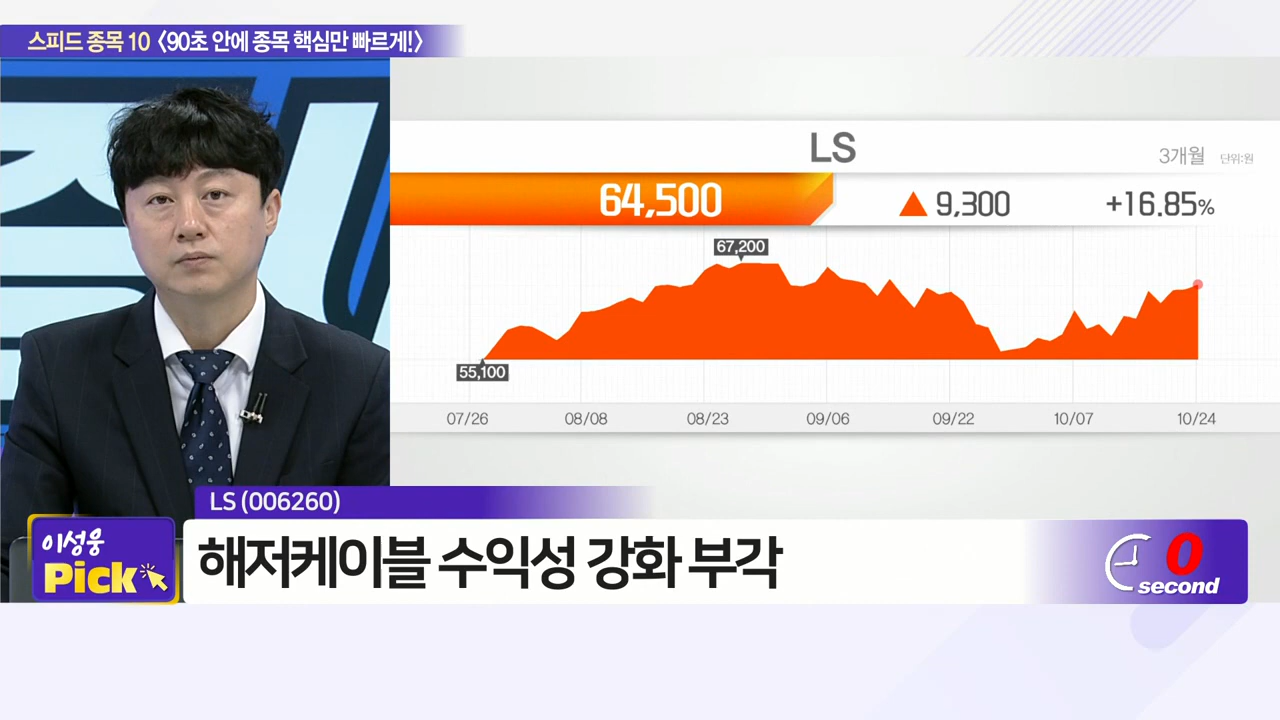 스피드 종목 10 〈90초 안에 종목 핵심만 빠르게!〉
LS
3개월 단위:원
64,500 ▲ 9,300 +16.85%
67,200
55,100
07/26 08/08 08/23 09/06 09/22 10/07 10/24
LS (006260)
이성웅
Pick
해저케이블 수익성 강화 부각
0
second